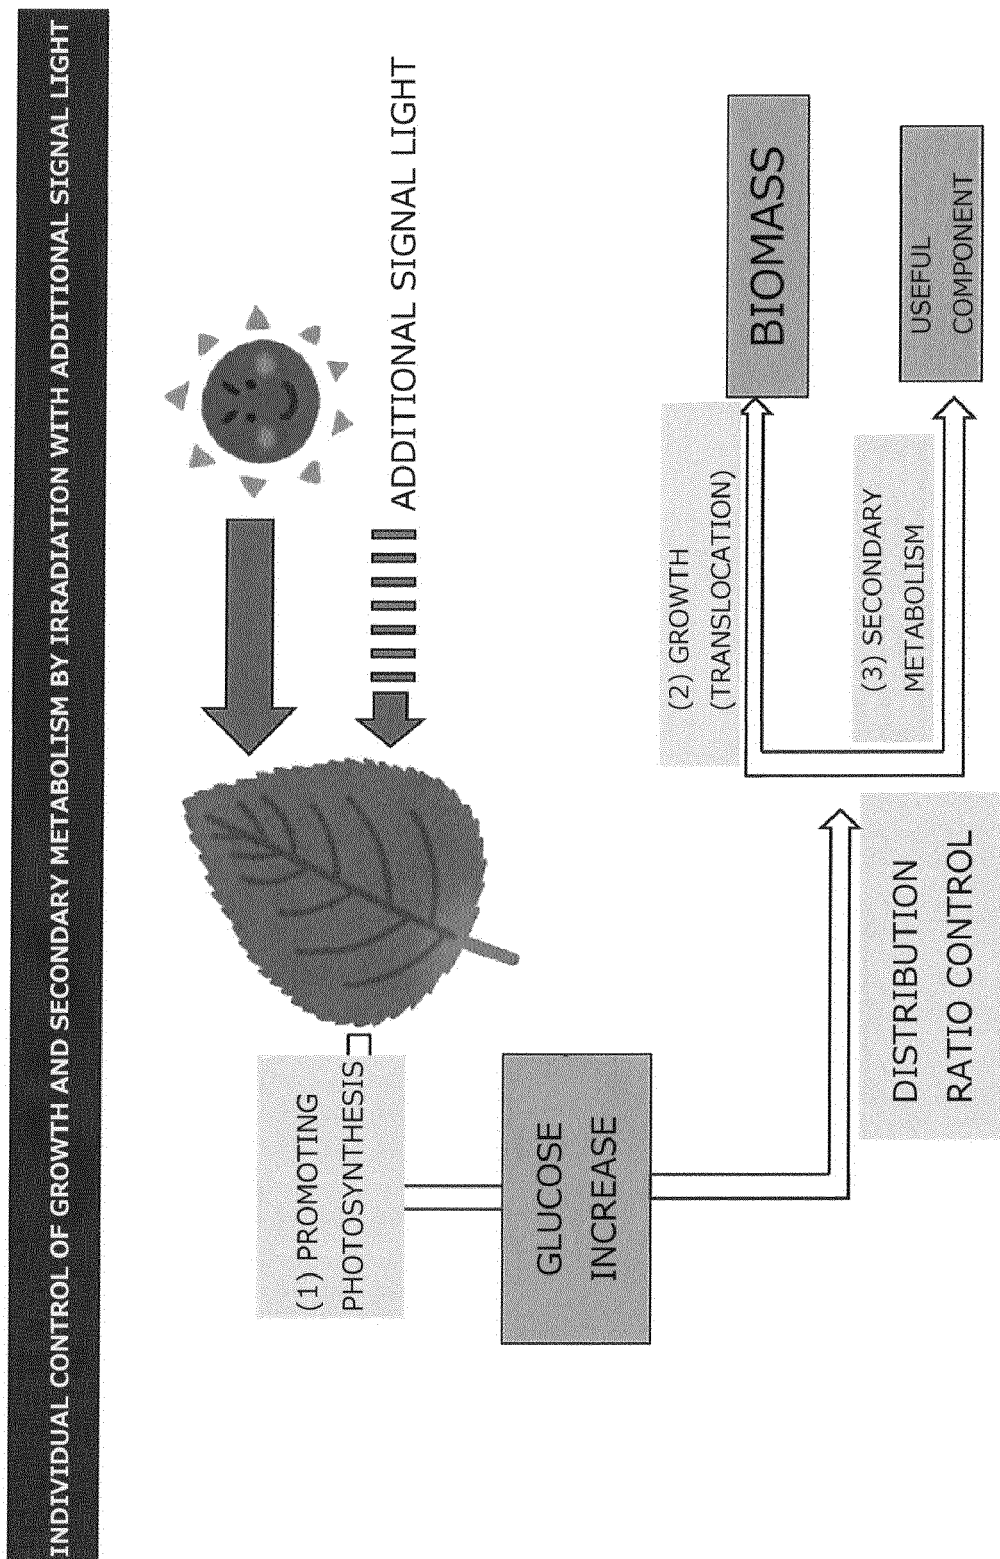 INDIVIDUAL CONTROL OF GROWTH AND SECONDARY METABOLISM BY IRRADIATION WITH ADDITIONAL SIGNAL LIGHT
ADDITIONAL SIGNAL LIGHT
(1) PROMOTING
PHOTOSYNTHESIS
GLUCOSE
INCREASE
DISTRIBUTION
RATIO CONTROL
(2) GROWTH
(TRANSLOCATION)
BIOMASS
(3) SECONDARY
METABOLISM
USEFUL
COMPONENT